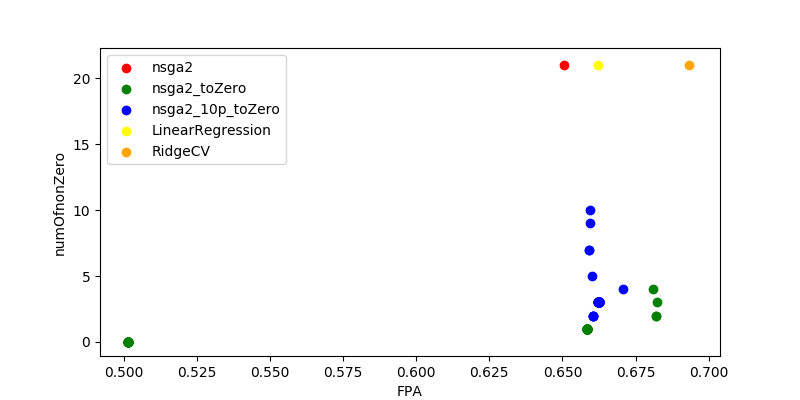 nsga2
nsga2_toZero
nsga2_10p_toZero
LinearRegression
RidgeCV
numOfnonZero
20
15
10
5
0
0.500 0.525 0.550 0.575 0.600 0.625 0.650 0.675 0.700
FPA